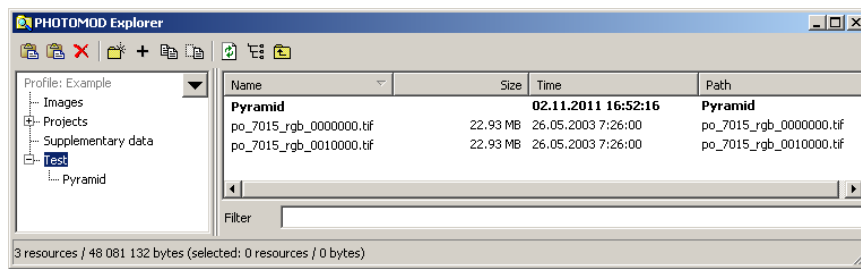 PHOTOMOD Explorer
Profile: Example
Images
Projects
Supplementary data
Test
Pyramid
Name Size Time Path
Pyramid 02.11.2011 16:52:16 Pyramid
po_7015_rgb_0000000.tif 22.93 MB 26.05.2003 7:26:00 po_7015_rgb_0000000.tif
po_7015_rgb_0010000.tif 22.93 MB 26.05.2003 7:26:00 po_7015_rgb_0010000.tif
Filter
3 resources / 48 081 132 bytes (selected: 0 resources / 0 bytes)